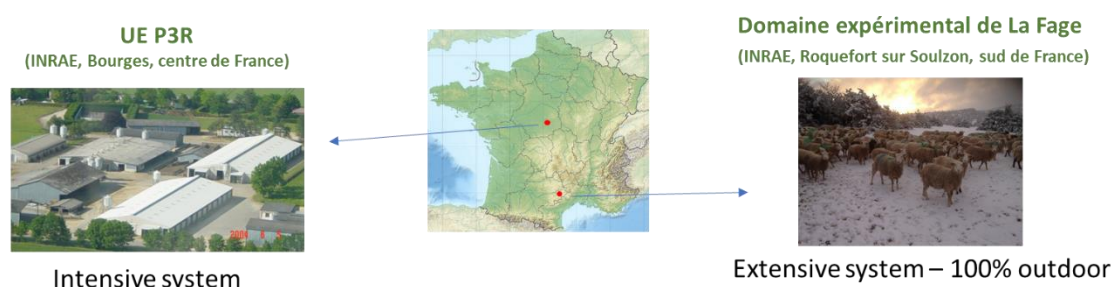 UE P3R
(INRAE, Bourges, centre de France)
Intensive system
Domaine expérimental de La Fage
(INRAE, Roquefort sur Soulzon, sud de France)
Extensive system – 100% outdoor